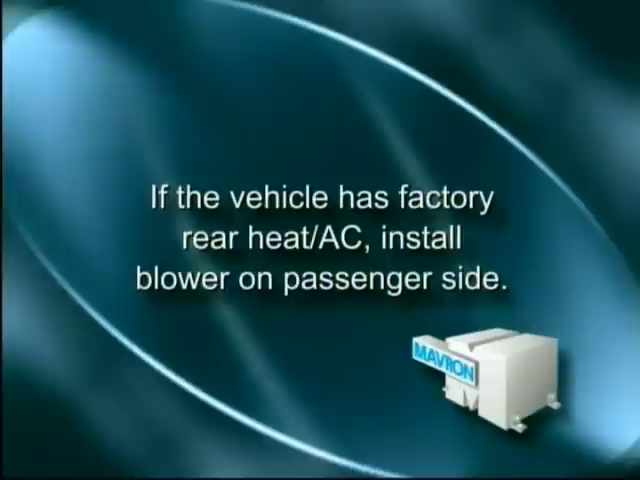 If the vehicle has factory
rear heat/AC, install
blower on passenger side.
MAVRON